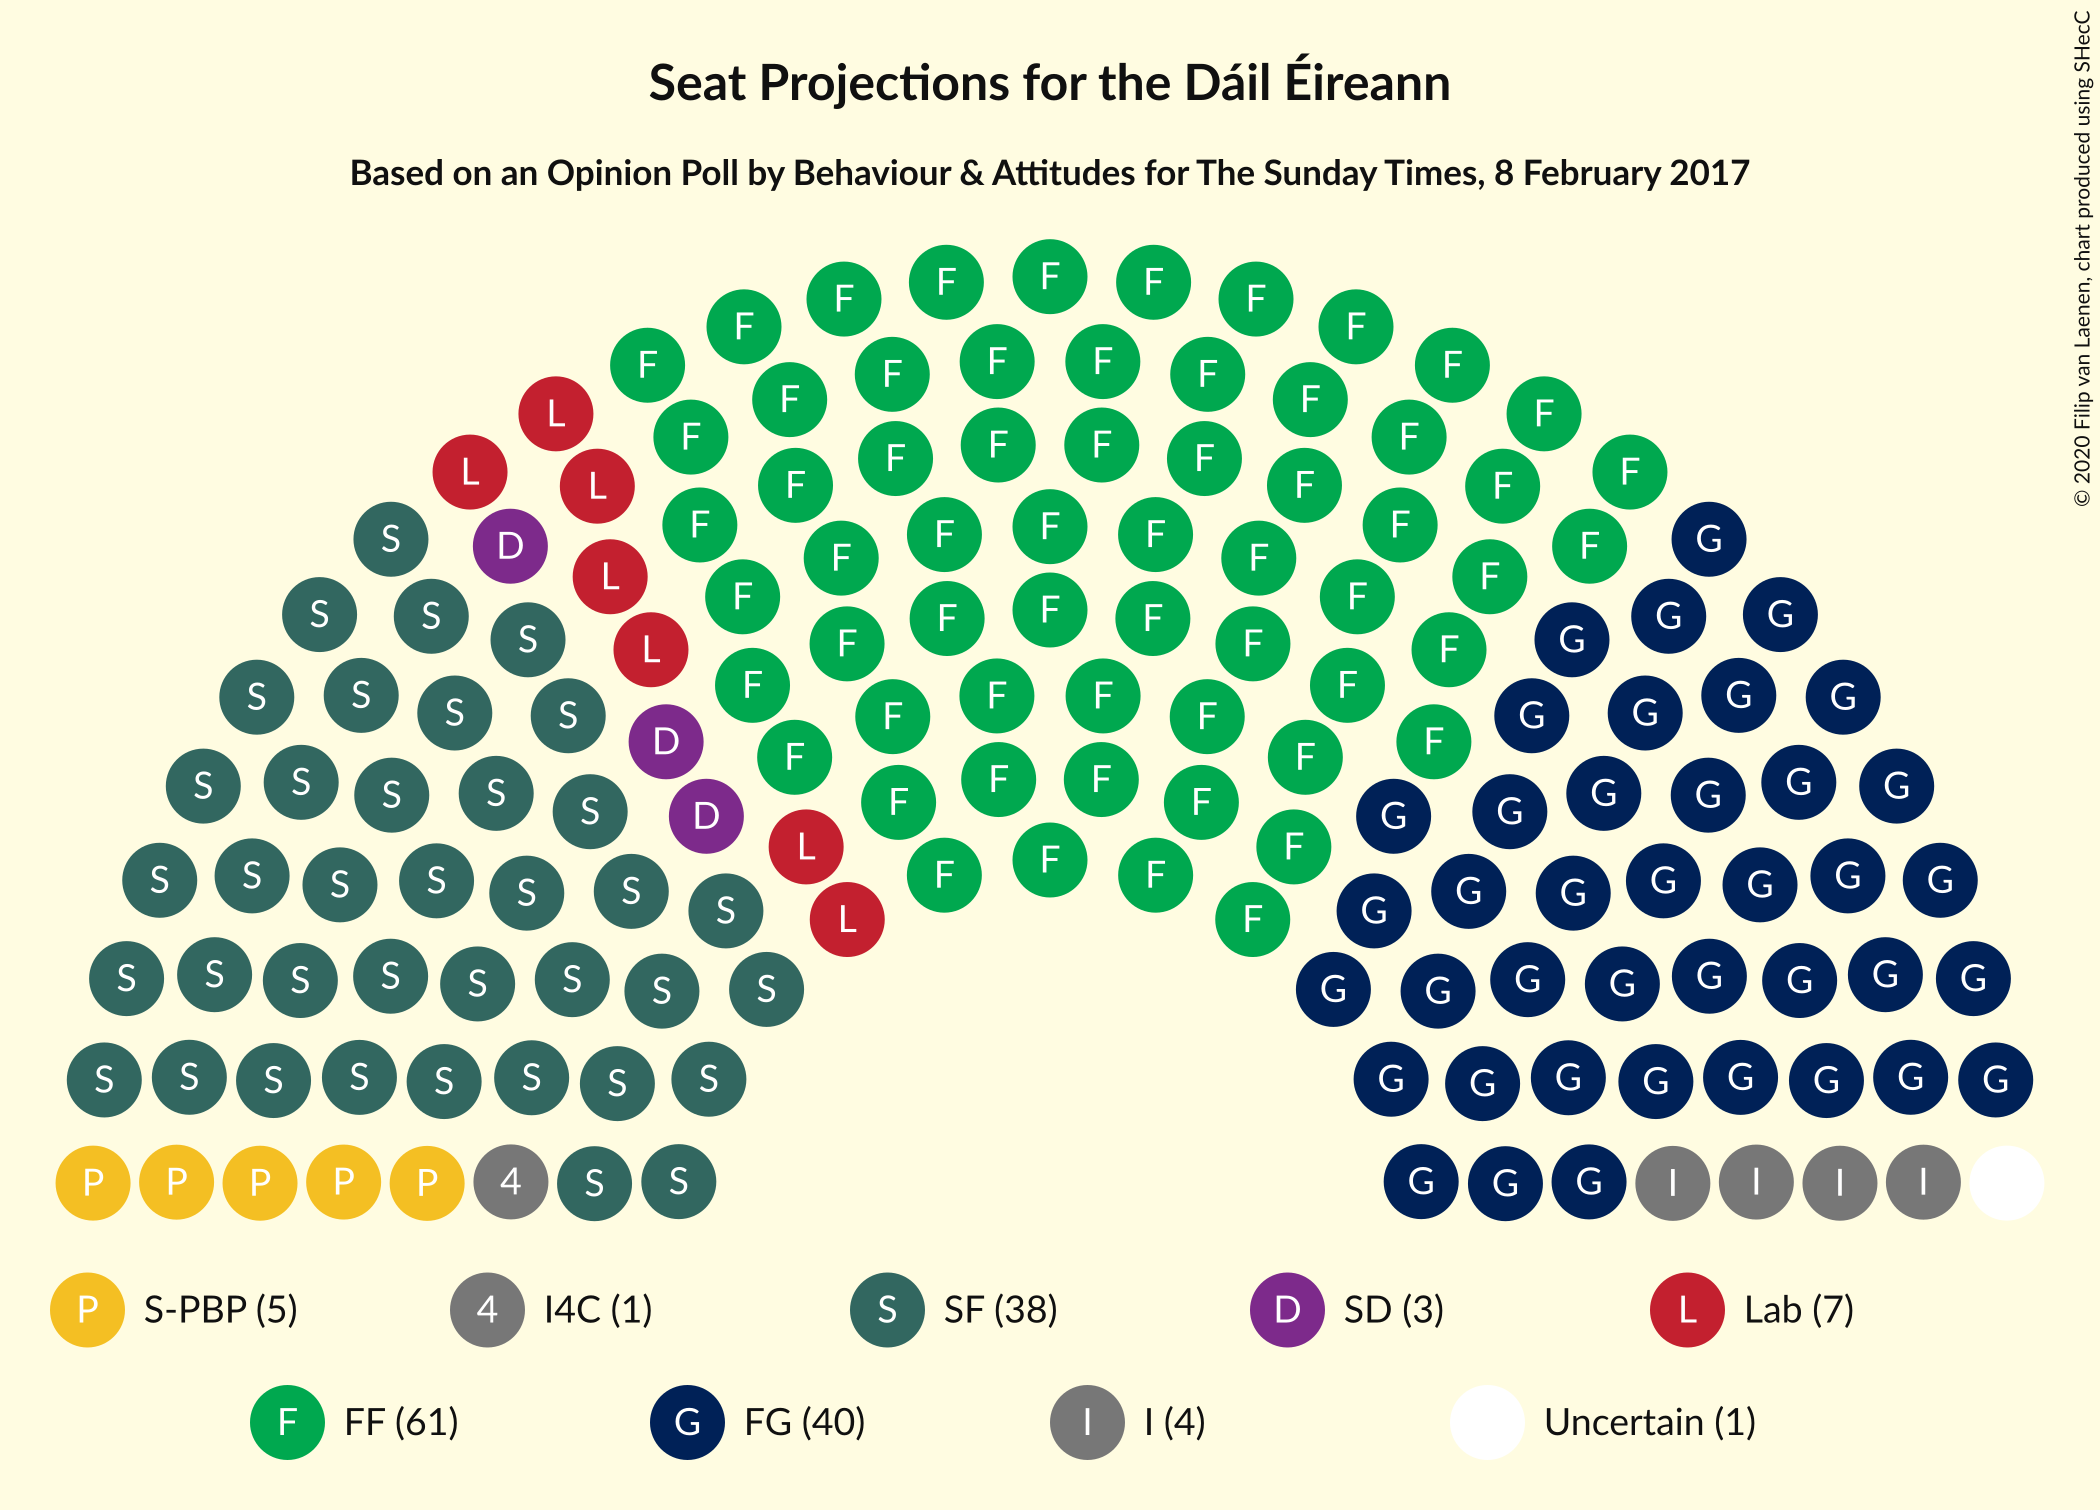 Seat Projections for the Dáil Éireann
Based on an Opinion Poll by Behaviour & Attitudes for The Sunday Times, 8 February 2017
© 2020 Filip van Laenen, chart produced using SHecC
F F F F F
F F F F
F F F F F F
L F F F F F
L L F F F F F F F
S D L F F F F F F F G
S S S L F F F F F F F G G G
S S S S D F F F F F F F G G G G
S S S S S D F F F F F F G G G G G G
S S S S S S S L F F F F G G G G G G G
S S S S S S S S L F G G G G G G G G
S S S S S S S S G G G G G G G G
P P P P P 4 S S G G G I I I I
P S-PBP (5) 4 I4C (1) S SF (38) D SD (3) L Lab (7)
F FF (61) G FG (40) I I (4) Uncertain (1)